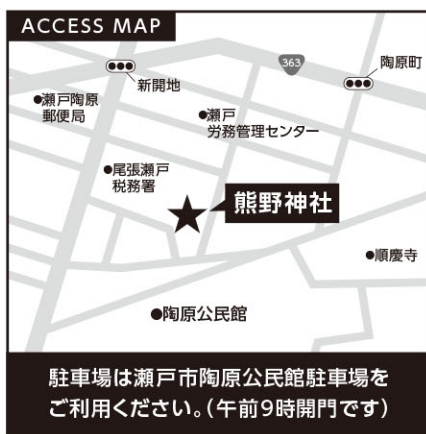 ACCESS MAP
363
陶原町
新開地
●瀬戸陶原
郵便局
●瀬戸
労務管理センター
●尾張瀬戸
税務署
熊野神社
●順慶寺
●陶原公民館
駐車場は瀬戸市陶原公民館駐車場を
ご利用ください。(午前9時開門です)